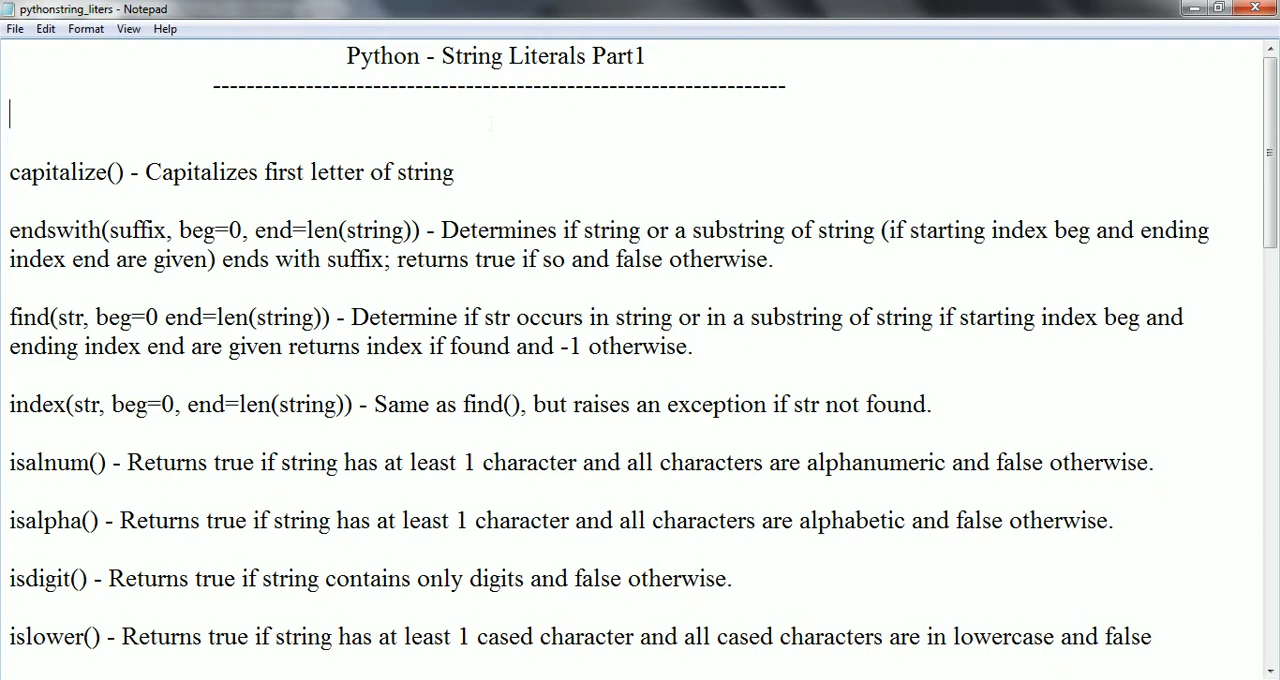 pythonstring_liters - Notepad
File Edit Format View Help
Python - String Literals Part1
--------------------------------------------------------------------
capitalize() - Capitalizes first letter of string
endswith(suffix, beg=0, end=len(string)) - Determines if string or a substring of string (if starting index beg and ending
index end are given) ends with suffix; returns true if so and false otherwise.
find(str, beg=0 end=len(string)) - Determine if str occurs in string or in a substring of string if starting index beg and
ending index end are given returns index if found and -1 otherwise.
index(str, beg=0, end=len(string)) - Same as find(), but raises an exception if str not found.
isalnum() - Returns true if string has at least 1 character and all characters are alphanumeric and false otherwise.
isalpha() - Returns true if string has at least 1 character and all characters are alphabetic and false otherwise.
isdigit() - Returns true if string contains only digits and false otherwise.
islower() - Returns true if string has at least 1 cased character and all cased characters are in lowercase and false